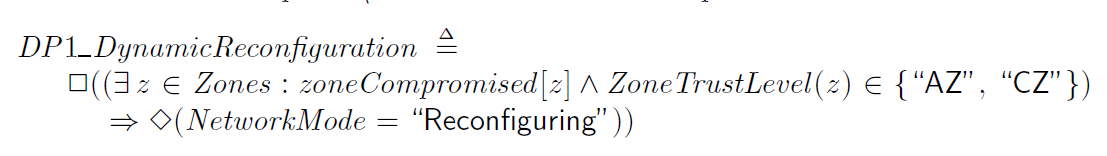 DP1_DynamicReconfiguration ≜
□((∃ z ∈ Zones : zoneCompromised[z] ∧ ZoneTrustLevel(z) ∈ {“AZ”, “CZ”})
⇒ ◇(NetworkMode = “Reconfiguring”))